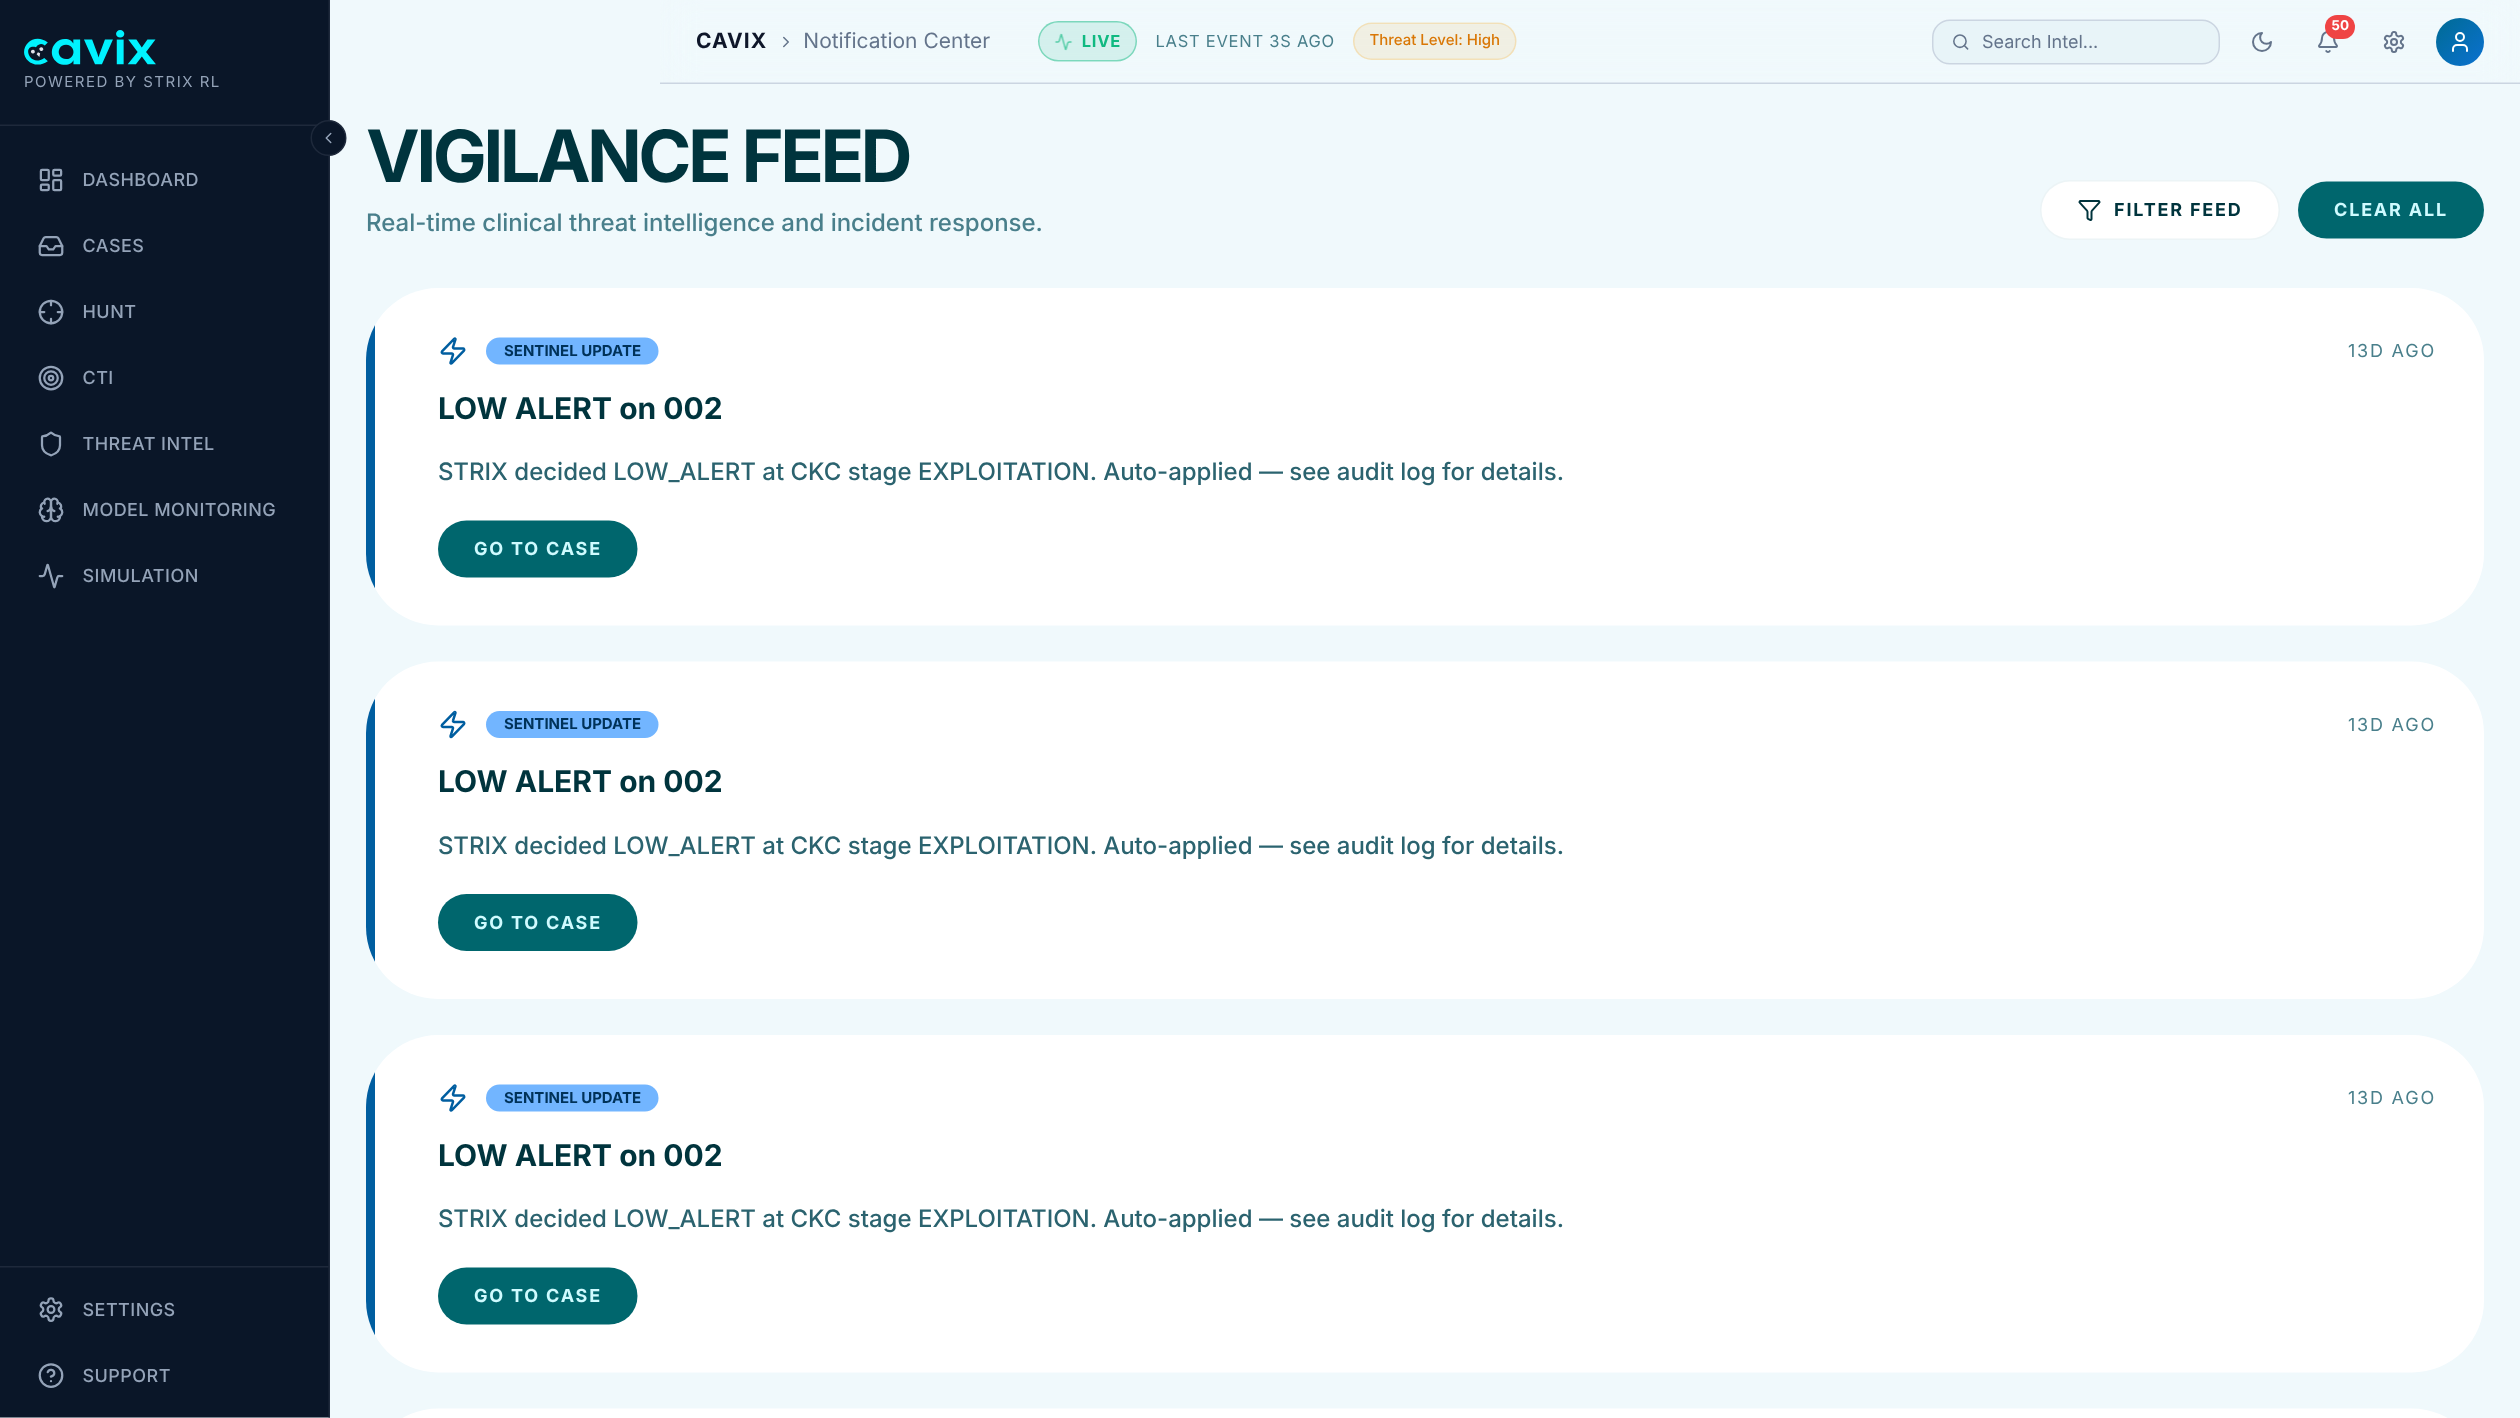 cavix
POWERED BY STRIX RL
DASHBOARD
CASES
HUNT
CTI
THREAT INTEL
MODEL MONITORING
SIMULATION
SETTINGS
SUPPORT
CAVIX > Notification Center
LIVE
LAST EVENT 3S AGO
Threat Level: High
Search Intel...
50
VIGILANCE FEED
Real-time clinical threat intelligence and incident response.
FILTER FEED
CLEAR ALL
SENTINEL UPDATE
13D AGO
LOW ALERT on 002
STRIX decided LOW_ALERT at CKC stage EXPLOITATION. Auto-applied — see audit log for details.
GO TO CASE
SENTINEL UPDATE
13D AGO
LOW ALERT on 002
STRIX decided LOW_ALERT at CKC stage EXPLOITATION. Auto-applied — see audit log for details.
GO TO CASE
SENTINEL UPDATE
13D AGO
LOW ALERT on 002
STRIX decided LOW_ALERT at CKC stage EXPLOITATION. Auto-applied — see audit log for details.
GO TO CASE